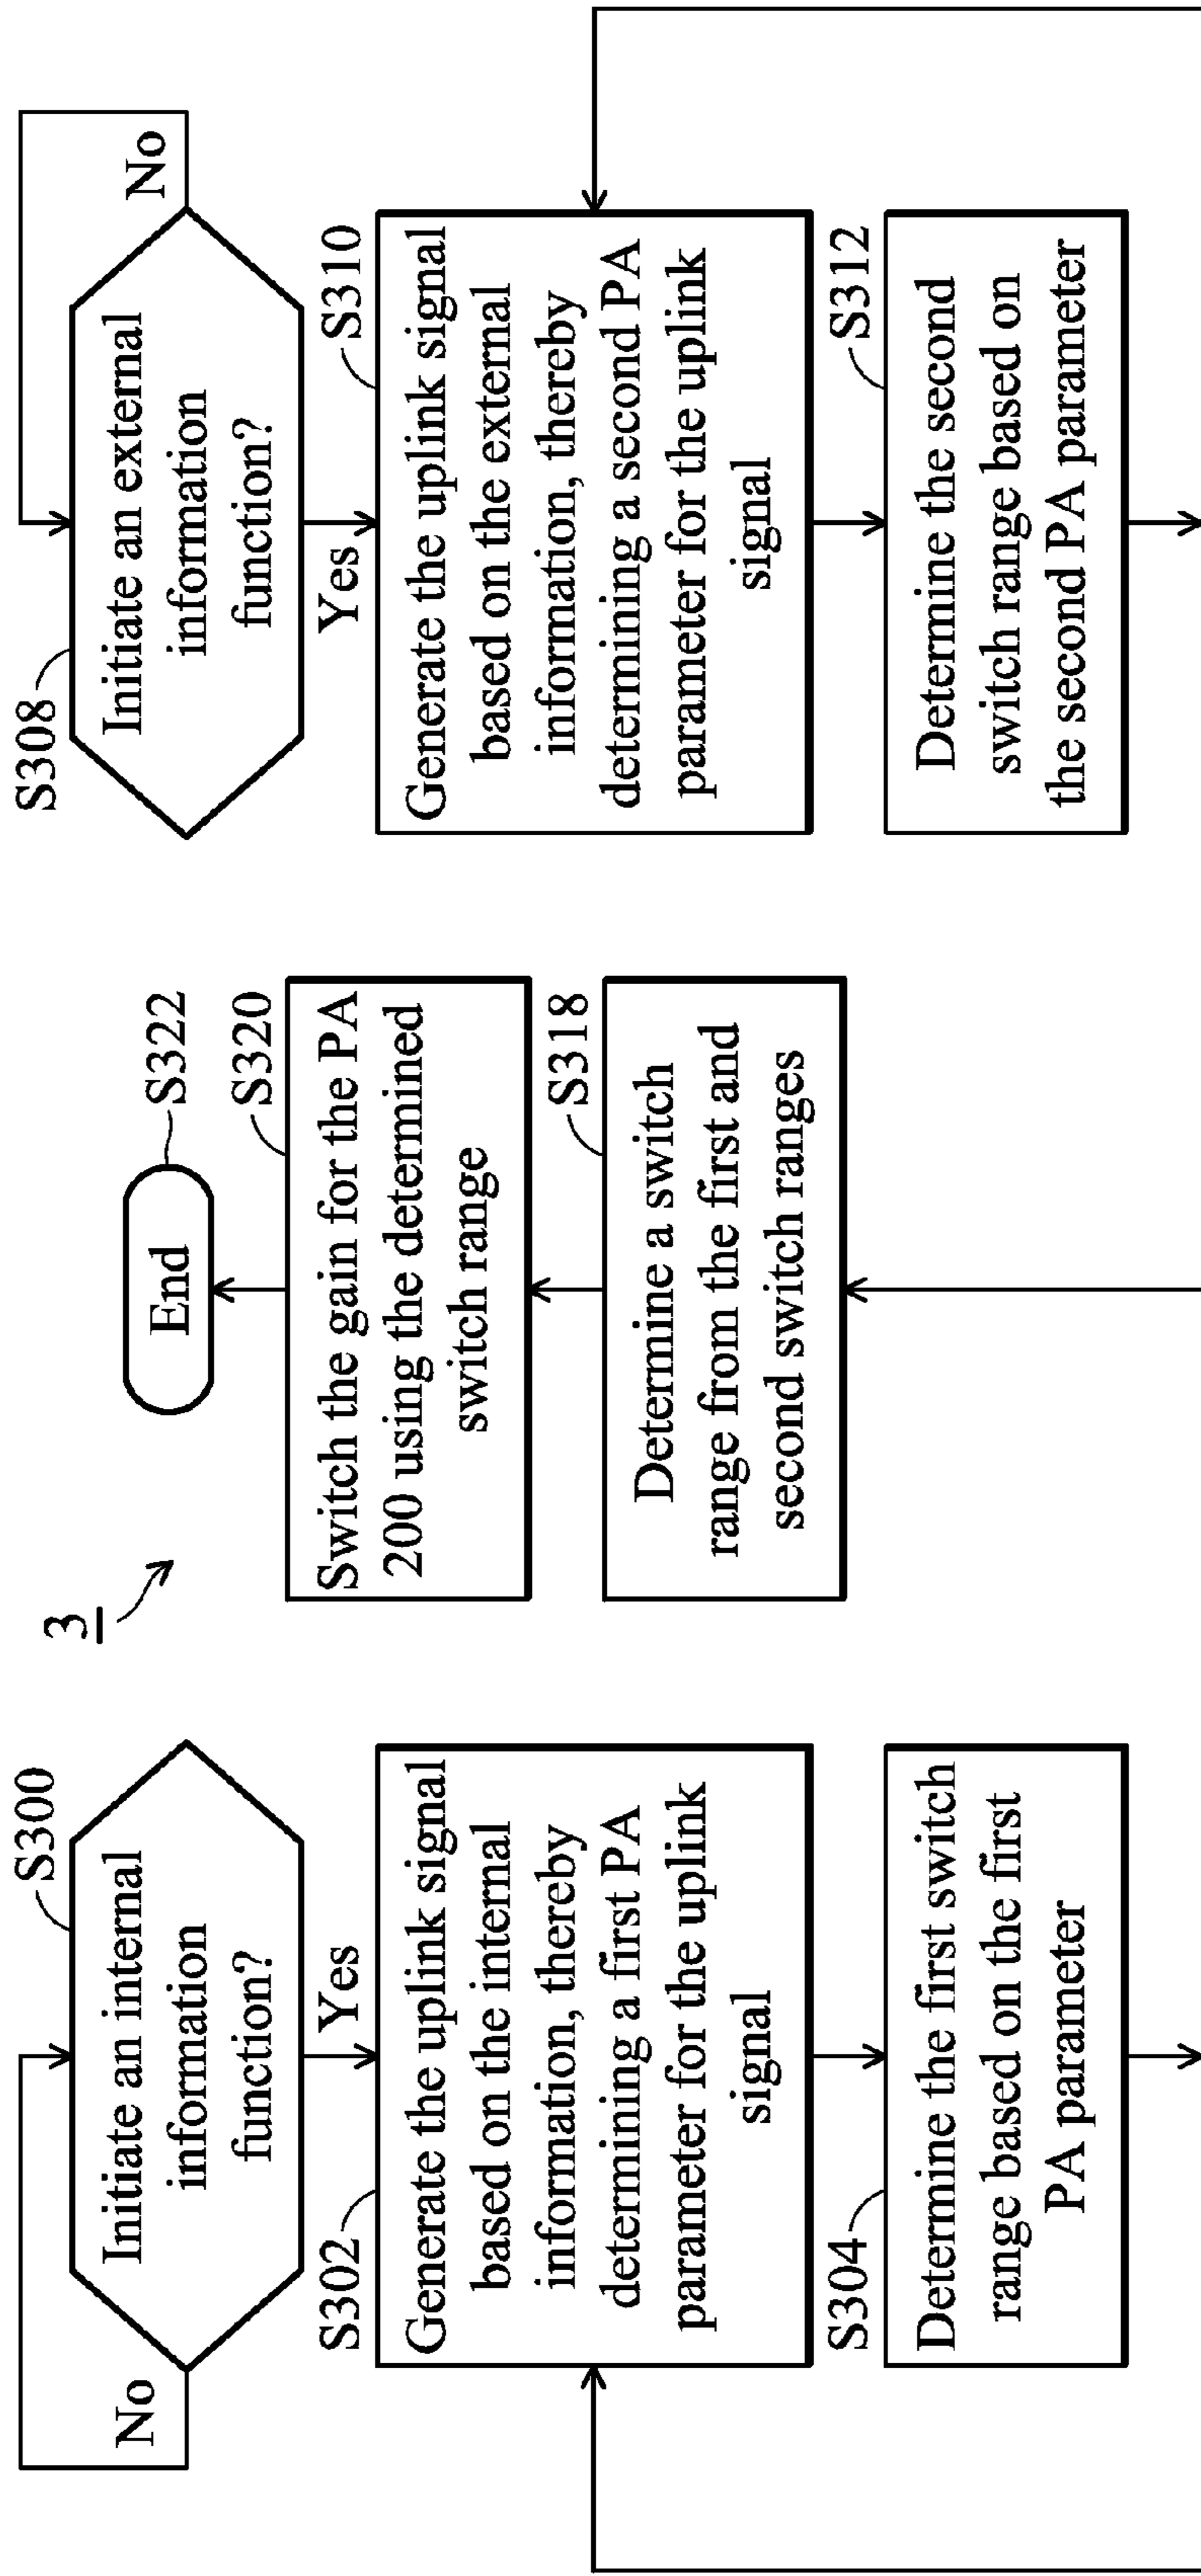 3
S300
Initiate an internal
information
function?
No
Yes
S302
Generate the uplink signal
based on the internal
information, thereby
determining a first PA
parameter for the uplink
signal
S304
Determine the first switch
range based on the first
PA parameter
End
S322
S320
Switch the gain for the PA
200 using the determined
switch range
S318
Determine a switch
range from the first and
second switch ranges
S308
Initiate an external
information
function?
No
Yes
S310
Generate the uplink signal
based on the external
information, thereby
determining a second PA
parameter for the uplink
signal
S312
Determine the second
switch range based on
the second PA parameter